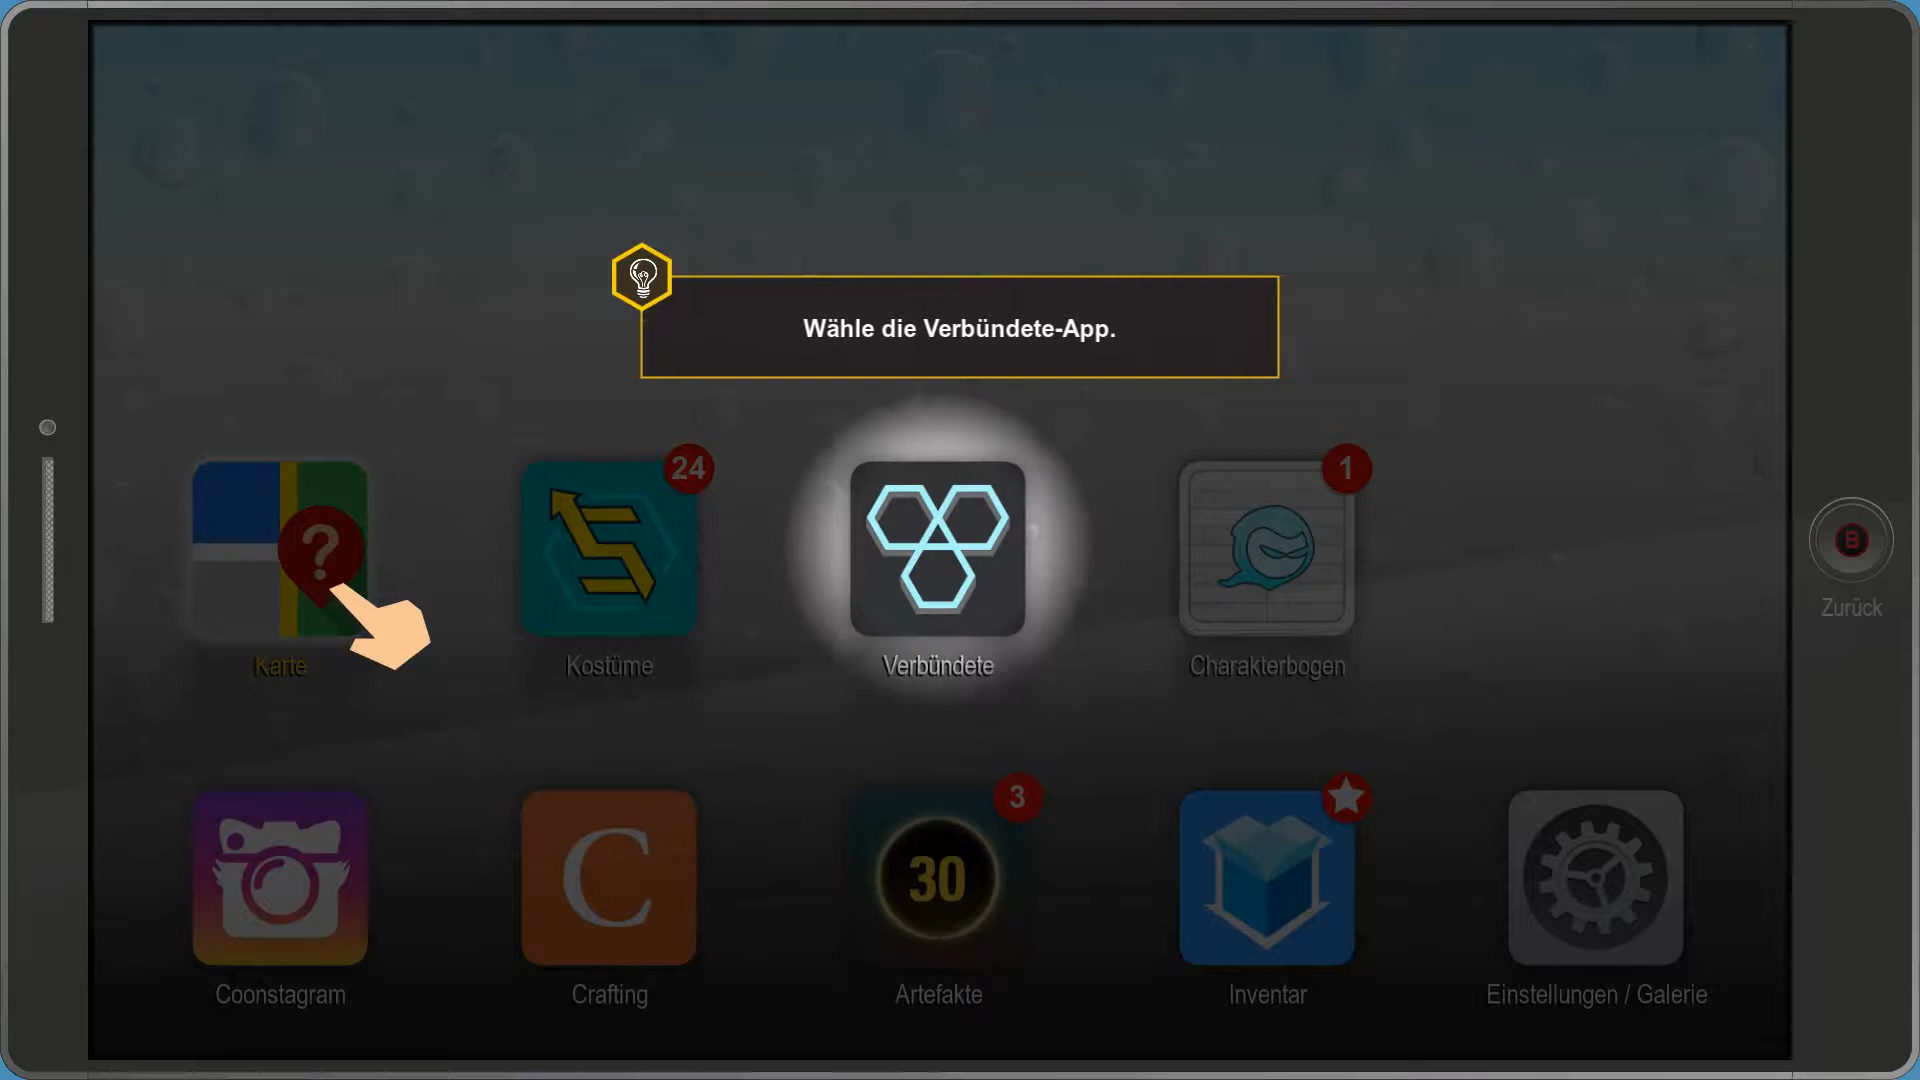 Wähle die Verbündete-App.
24
1
?
B
Zurück
Karte
Kostüme
Verbündete
Charakterbogen
3
C
30
Coonstagram
Crafting
Artefakte
Inventar
Einstellungen / Galerie